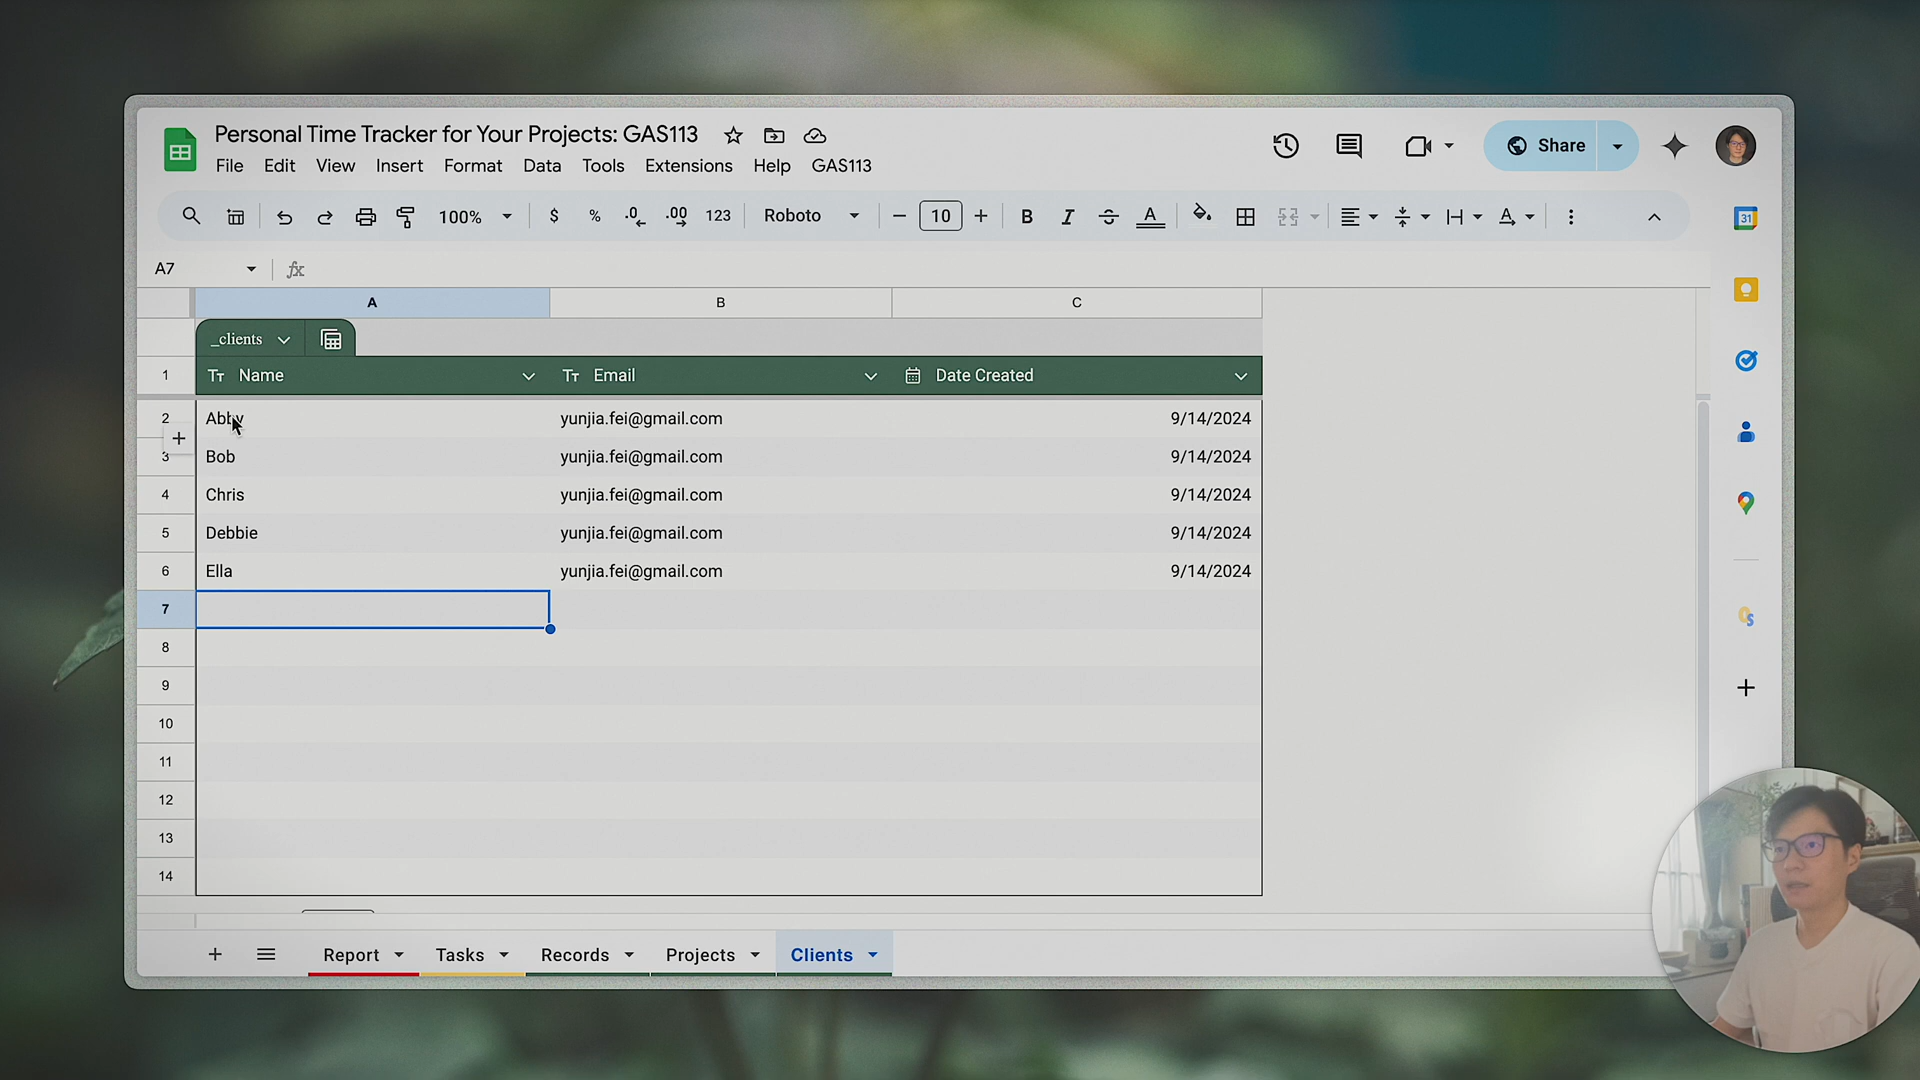 Personal Time Tracker for Your Projects: GAS113
File Edit View Insert Format Data Tools Extensions Help GAS113
Share
100% $ % .0 .00 123 Roboto 10 B I A A
31
A7 fx
A B C
_clients
1 Name Email Date Created
2 Abby yunjia.fei@gmail.com 9/14/2024
3 Bob yunjia.fei@gmail.com 9/14/2024
4 Chris yunjia.fei@gmail.com 9/14/2024
5 Debbie yunjia.fei@gmail.com 9/14/2024
6 Ella yunjia.fei@gmail.com 9/14/2024
7
8
9
10
11
12
13
14
Report Tasks Records Projects Clients